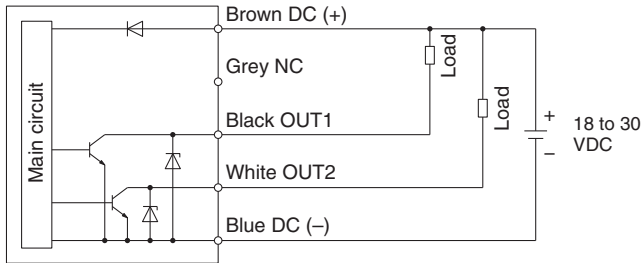 Brown DC (+)
Grey NC
Black OUT1
White OUT2
Blue DC (–)
Main circuit
Load
Load
+
–
18 to 30
VDC